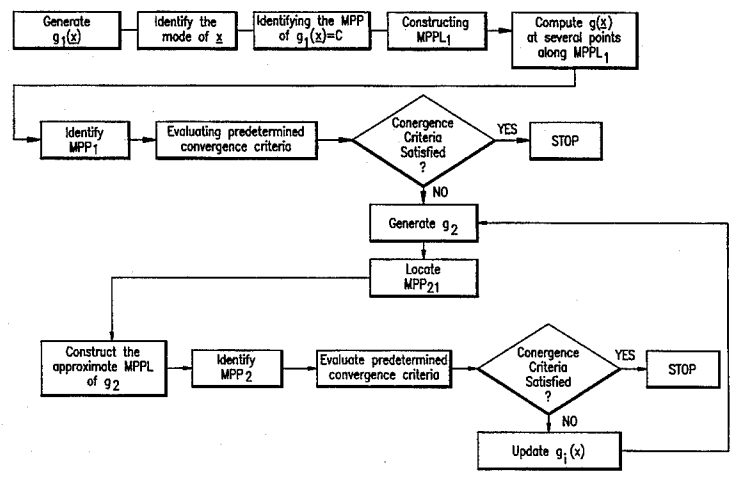 Generate
g1(x)
Identify the
mode of x
Identifying the MPP
of g1(x)=C
Constructing
MPPL1
Compute g(x)
at several points
along MPPL1
Identify
MPP1
Evaluating predetermined
convergence criteria
Conergence
Criteria
Satisfied
?
YES
STOP
NO
Generate g2
Locate
MPP21
Construct the
approximate MPPL
of g2
Identify
MPP2
Evaluate predetermined
convergence criteria
Conergence
Criteria
Satisfied
?
YES
STOP
NO
Update gi(x)